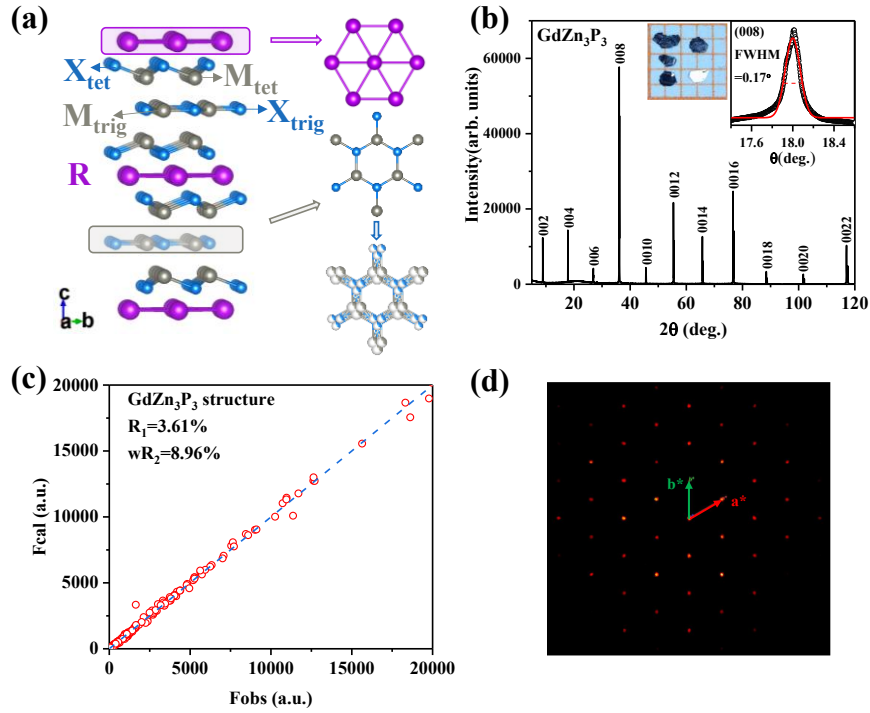 (a)
X_tet
M_tet
M_trig
X_trig
R
c
a
b
(b)
GdZn₃P₃
(008)
FWHM
=0.17°
17.6
18.0
18.4
θ(deg.)
Intensity(arb. units)
60000
40000
20000
0
002
004
006
008
0010
0012
0014
0016
0018
0020
0022
20
40
60
80
100
120
2θ (deg.)
(c)
GdZn₃P₃ structure
R₁=3.61%
wR₂=8.96%
Fcal (a.u.)
20000
15000
10000
5000
0
0
5000
10000
15000
20000
Fobs (a.u.)
(d)
b*
a*